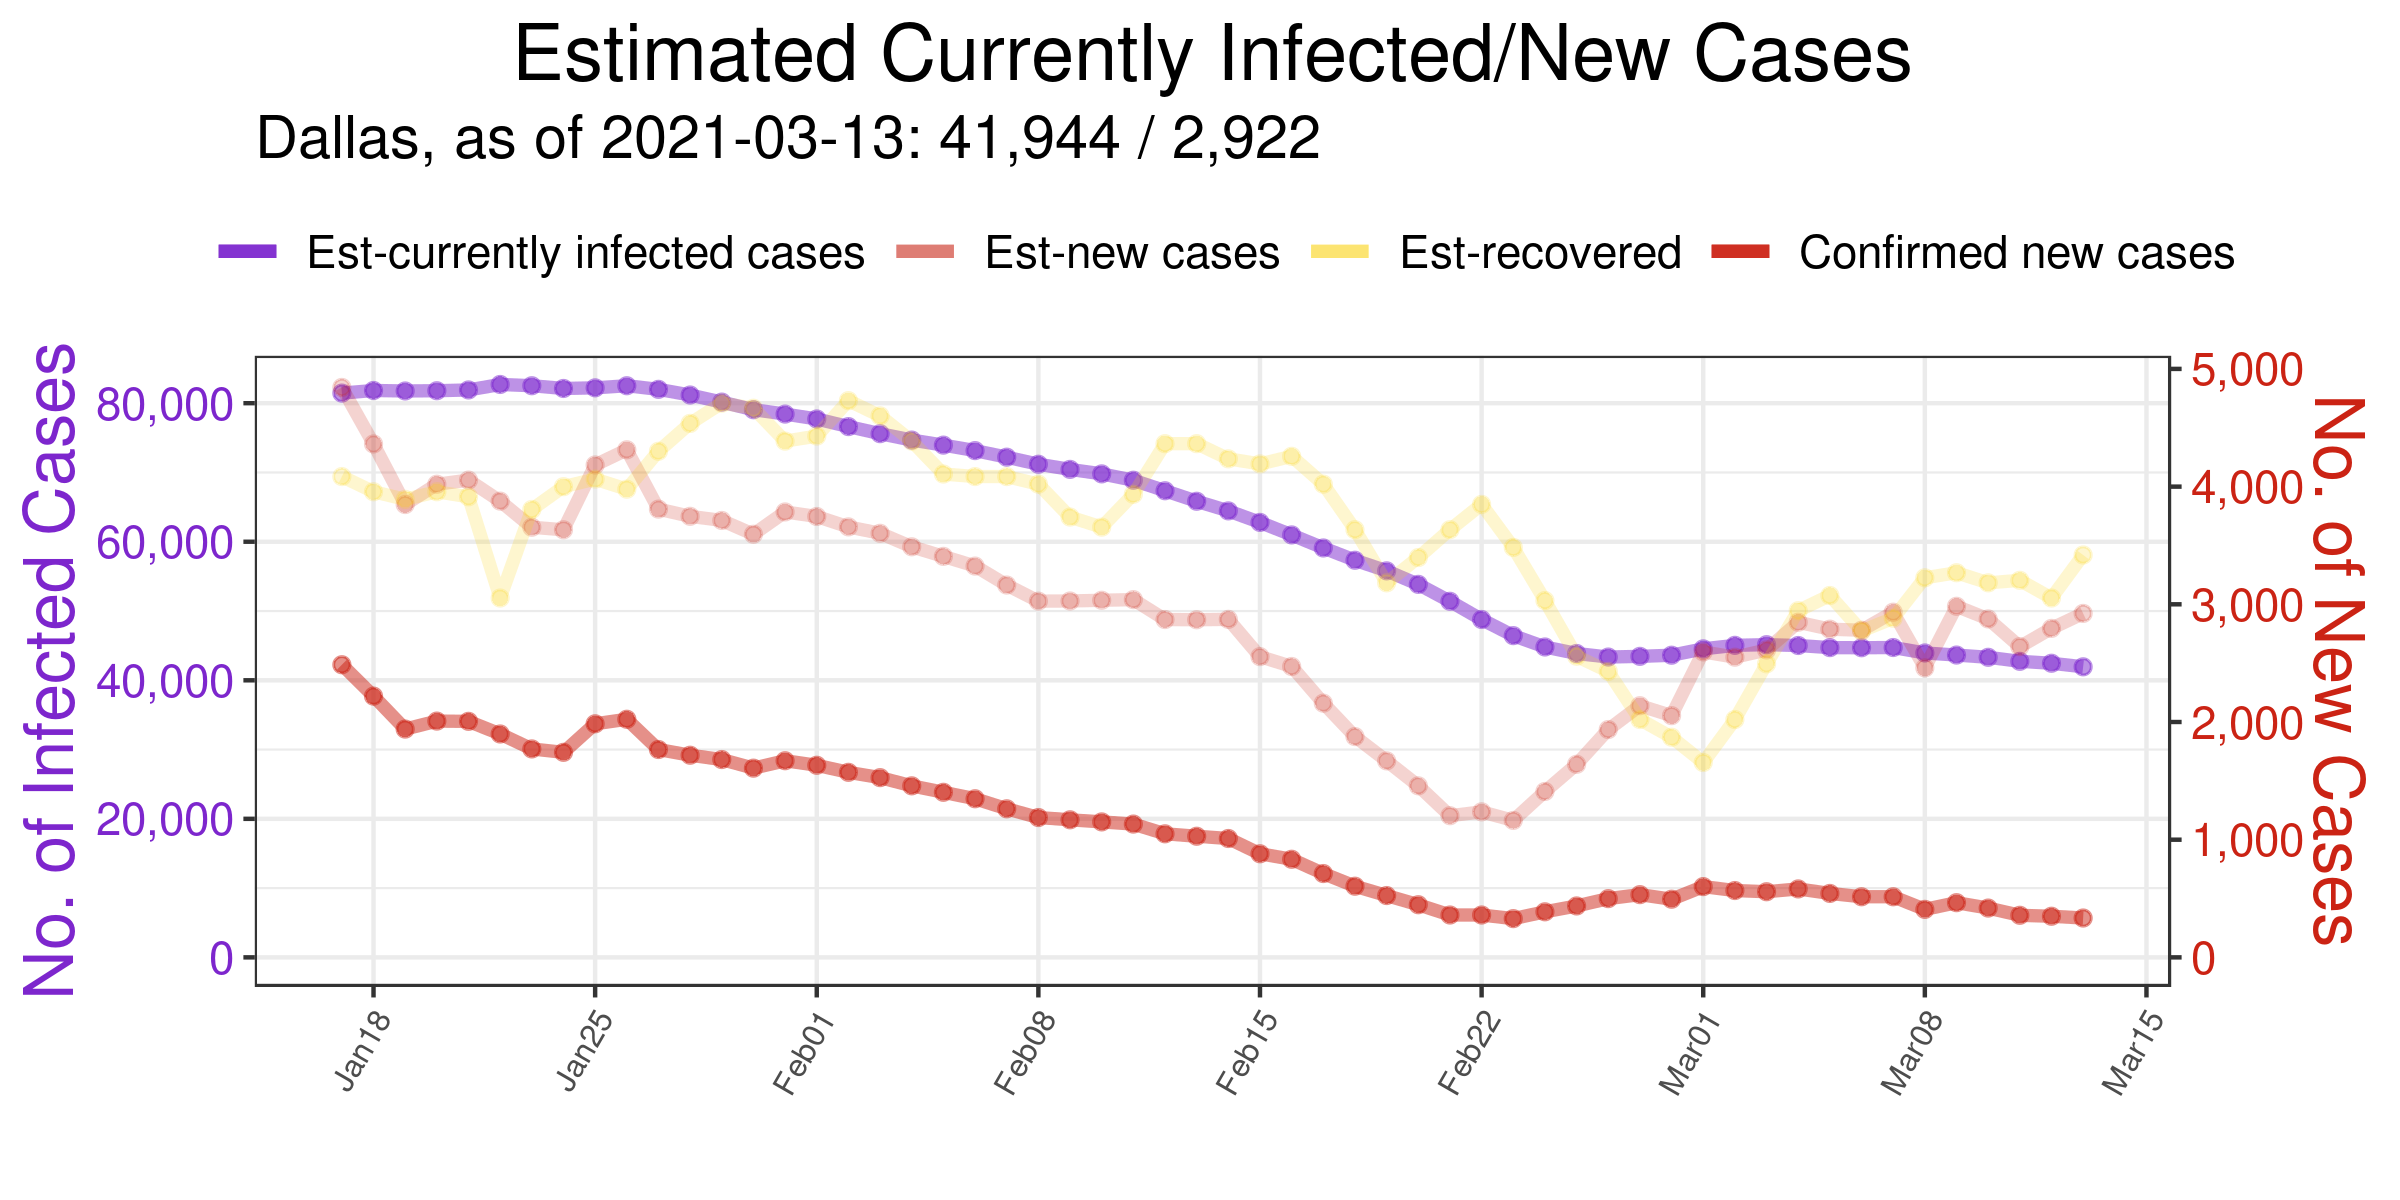 Estimated Currently Infected/New Cases
Dallas, as of 2021-03-13: 41,944 / 2,922
Est-currently infected cases Est-new cases Est-recovered Confirmed new cases
No. of Infected Cases
80,000
60,000
40,000
20,000
0
5,000
4,000
3,000
2,000
1,000
0
No. of New Cases
Jan18 Jan25 Feb01 Feb08 Feb15 Feb22 Mar01 Mar08 Mar15